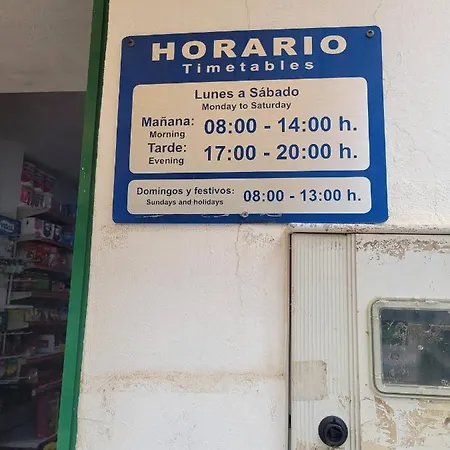 HORARIO
Timetables
Lunes a Sábado
Monday to Saturday
Mañana: 08:00 - 14:00 h.
Morning
Tarde: 17:00 - 20:00 h.
Evening
Domingos y festivos: 08:00 - 13:00 h.
Sundays and holidays